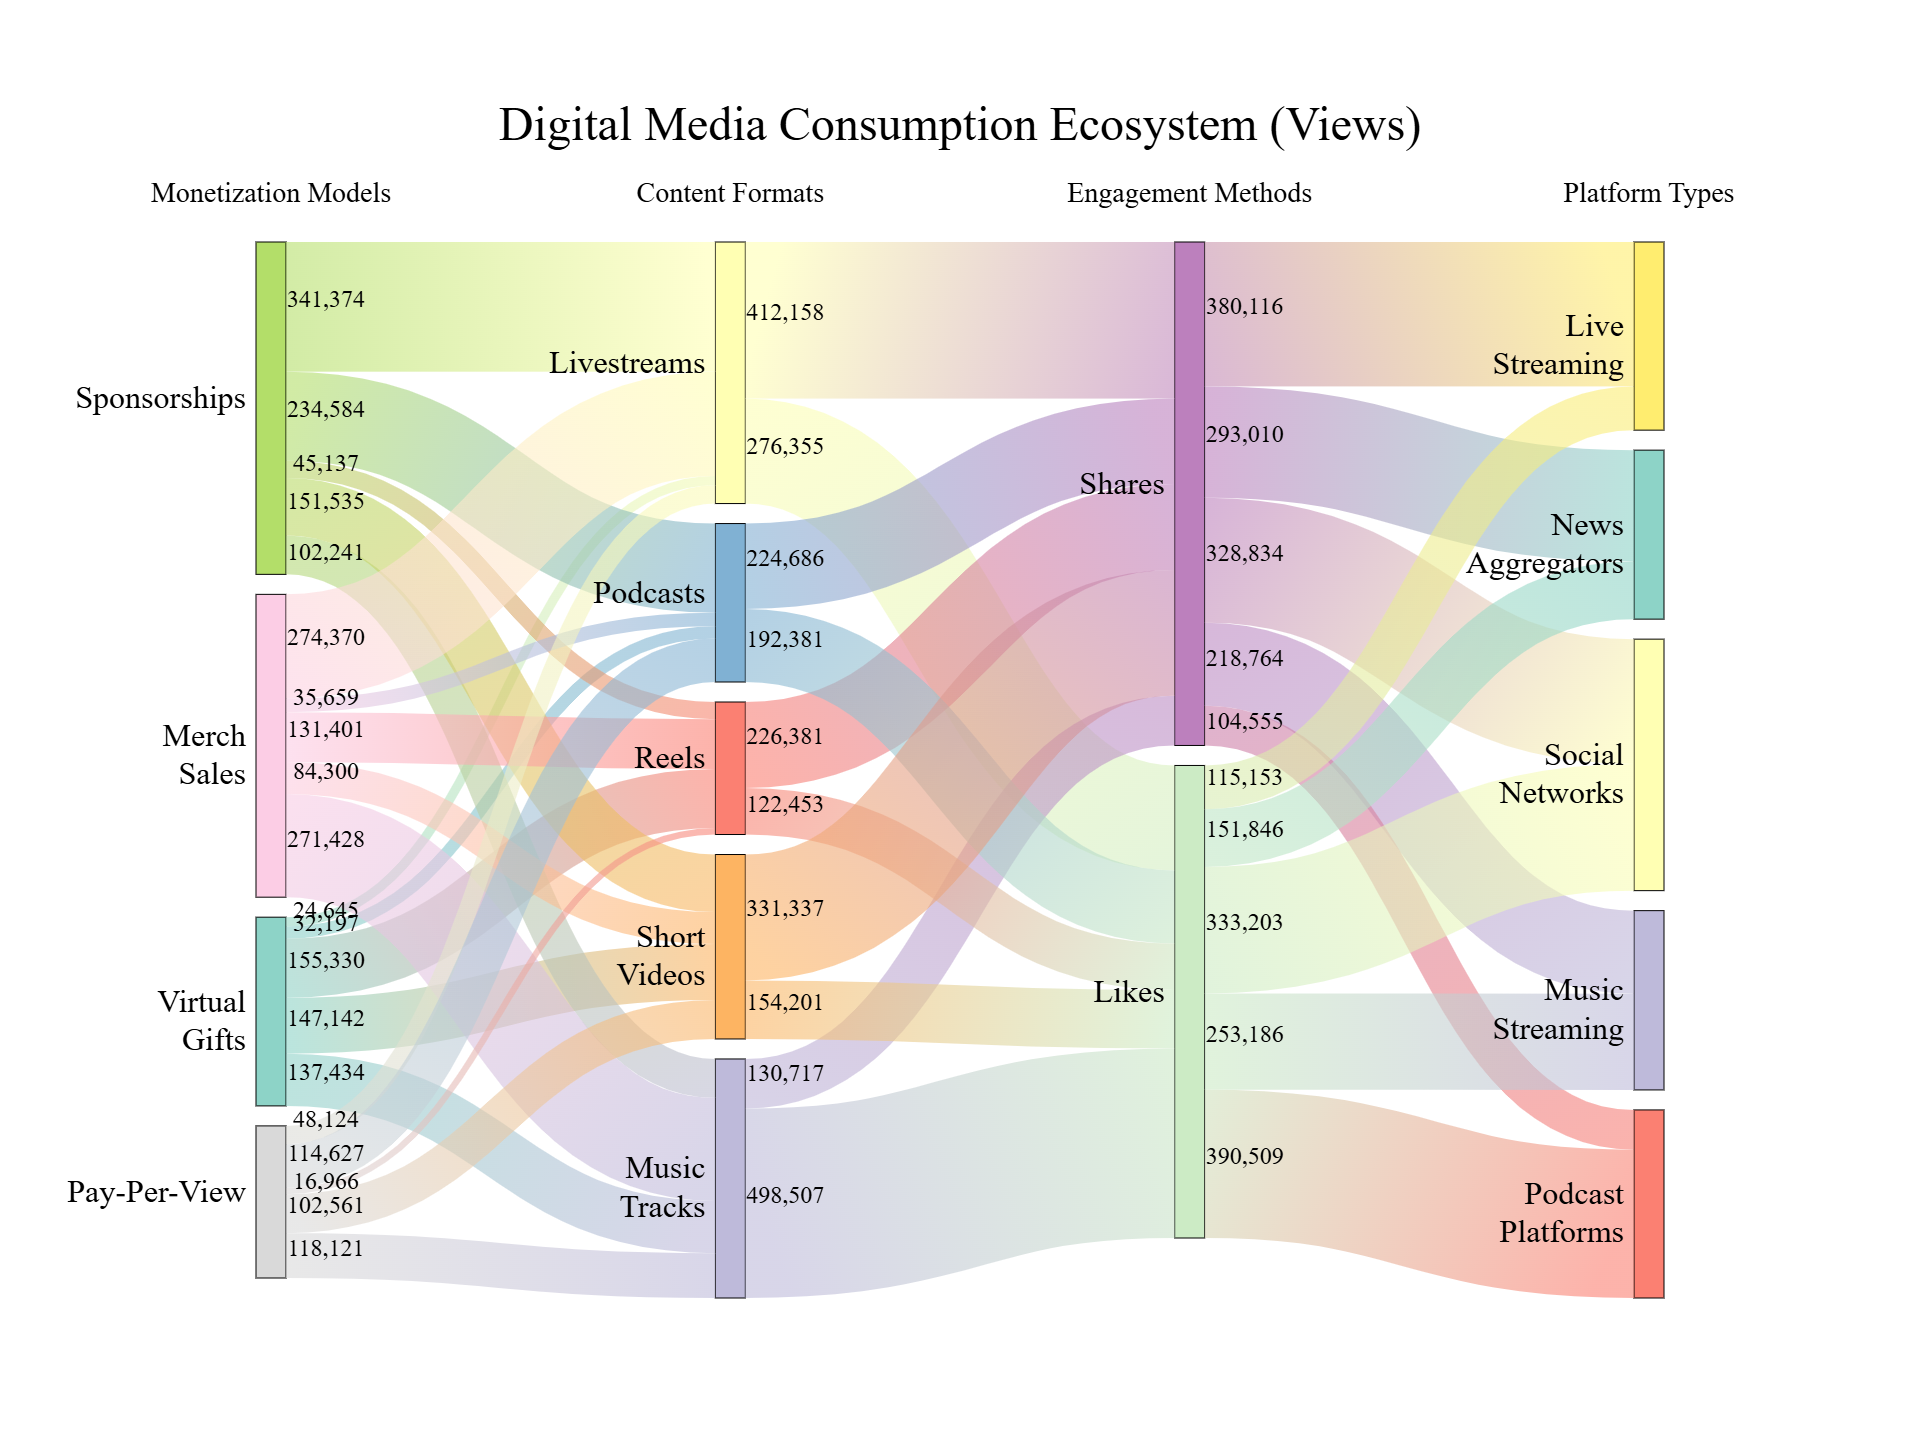 Digital Media Consumption Ecosystem (Views)
Monetization Models
Content Formats
Engagement Methods
Platform Types
Sponsorships
341,374
234,584
45,137
151,535
102,241
Merch
Sales
274,370
35,659
131,401
84,300
271,428
Virtual
Gifts
24,645
32,197
155,330
147,142
137,434
Pay-Per-View
48,124
114,627
16,966
102,561
118,121
Livestreams
412,158
276,355
Podcasts
224,686
192,381
Reels
226,381
122,453
Short
Videos
331,337
154,201
Music
Tracks
130,717
498,507
Shares
380,116
293,010
328,834
218,764
104,555
Likes
115,153
151,846
333,203
253,186
390,509
Live
Streaming
News
Aggregators
Social
Networks
Music
Streaming
Podcast
Platforms